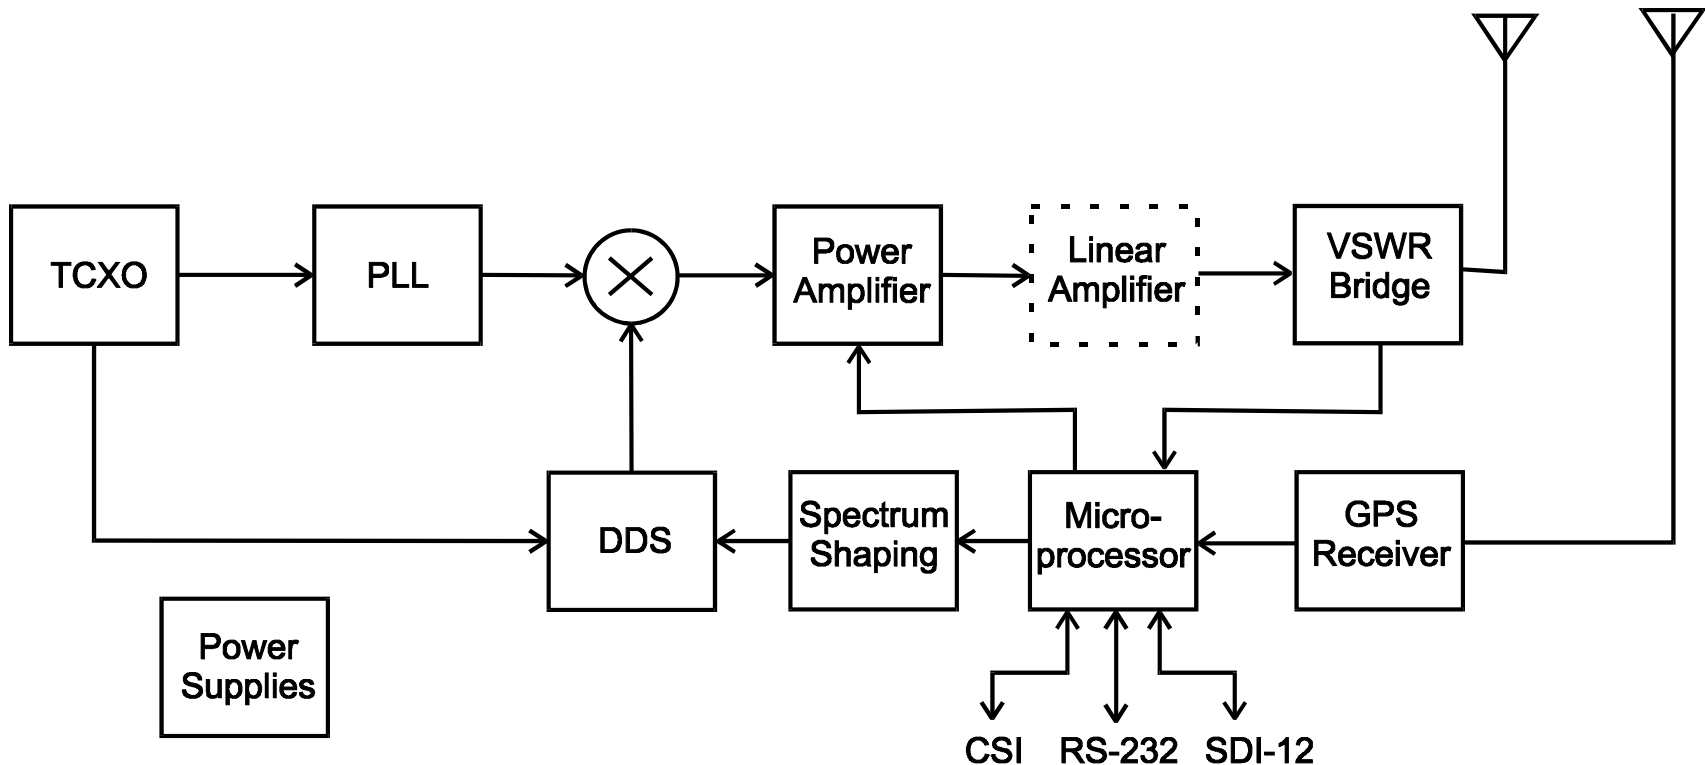 TCXO
PLL
Power
Amplifier
Linear
Amplifier
VSWR
Bridge
DDS
Spectrum
Shaping
Micro-
processor
GPS
Receiver
Power
Supplies
CSI
RS-232
SDI-12